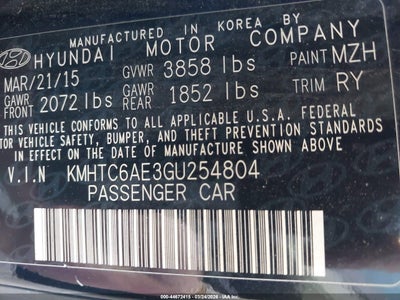 MANUFACTURED IN KOREA BY
HYUNDAI MOTOR COMPANY
MAR/21/15 GVWR 3858 lbs PAINT MZH
GAWR FRONT 2072 lbs GAWR REAR 1852 lbs TRIM RY
THIS VEHICLE CONFORMS TO ALL APPLICABLE U.S.A. FEDERAL
MOTOR VEHICLE SAFETY, BUMPER, AND THEFT PREVENTION STANDARDS
IN EFFECT ON THE DATE OF MANUFACTURE SHOWN ABOVE
V.I.N KMHTC6AE3GU254804
PASSENGER CAR